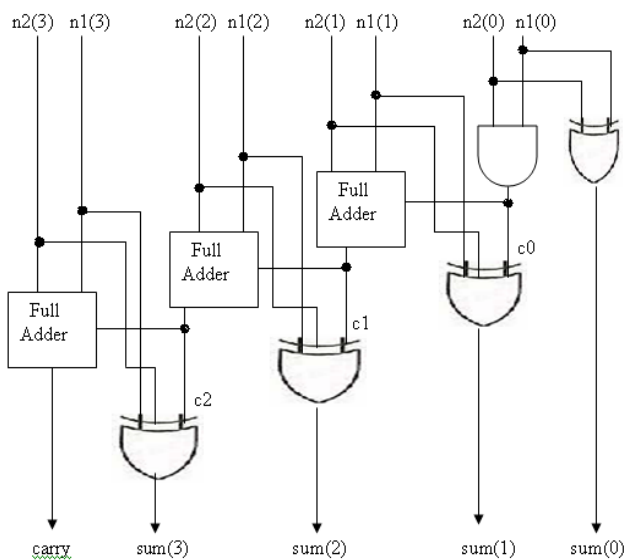 n2(3) n1(3) n2(2) n1(2) n2(1) n1(1) n2(0) n1(0)
Full
Adder
c0
Full
Adder
c1
Full
Adder
c2
carry sum(3) sum(2) sum(1) sum(0)